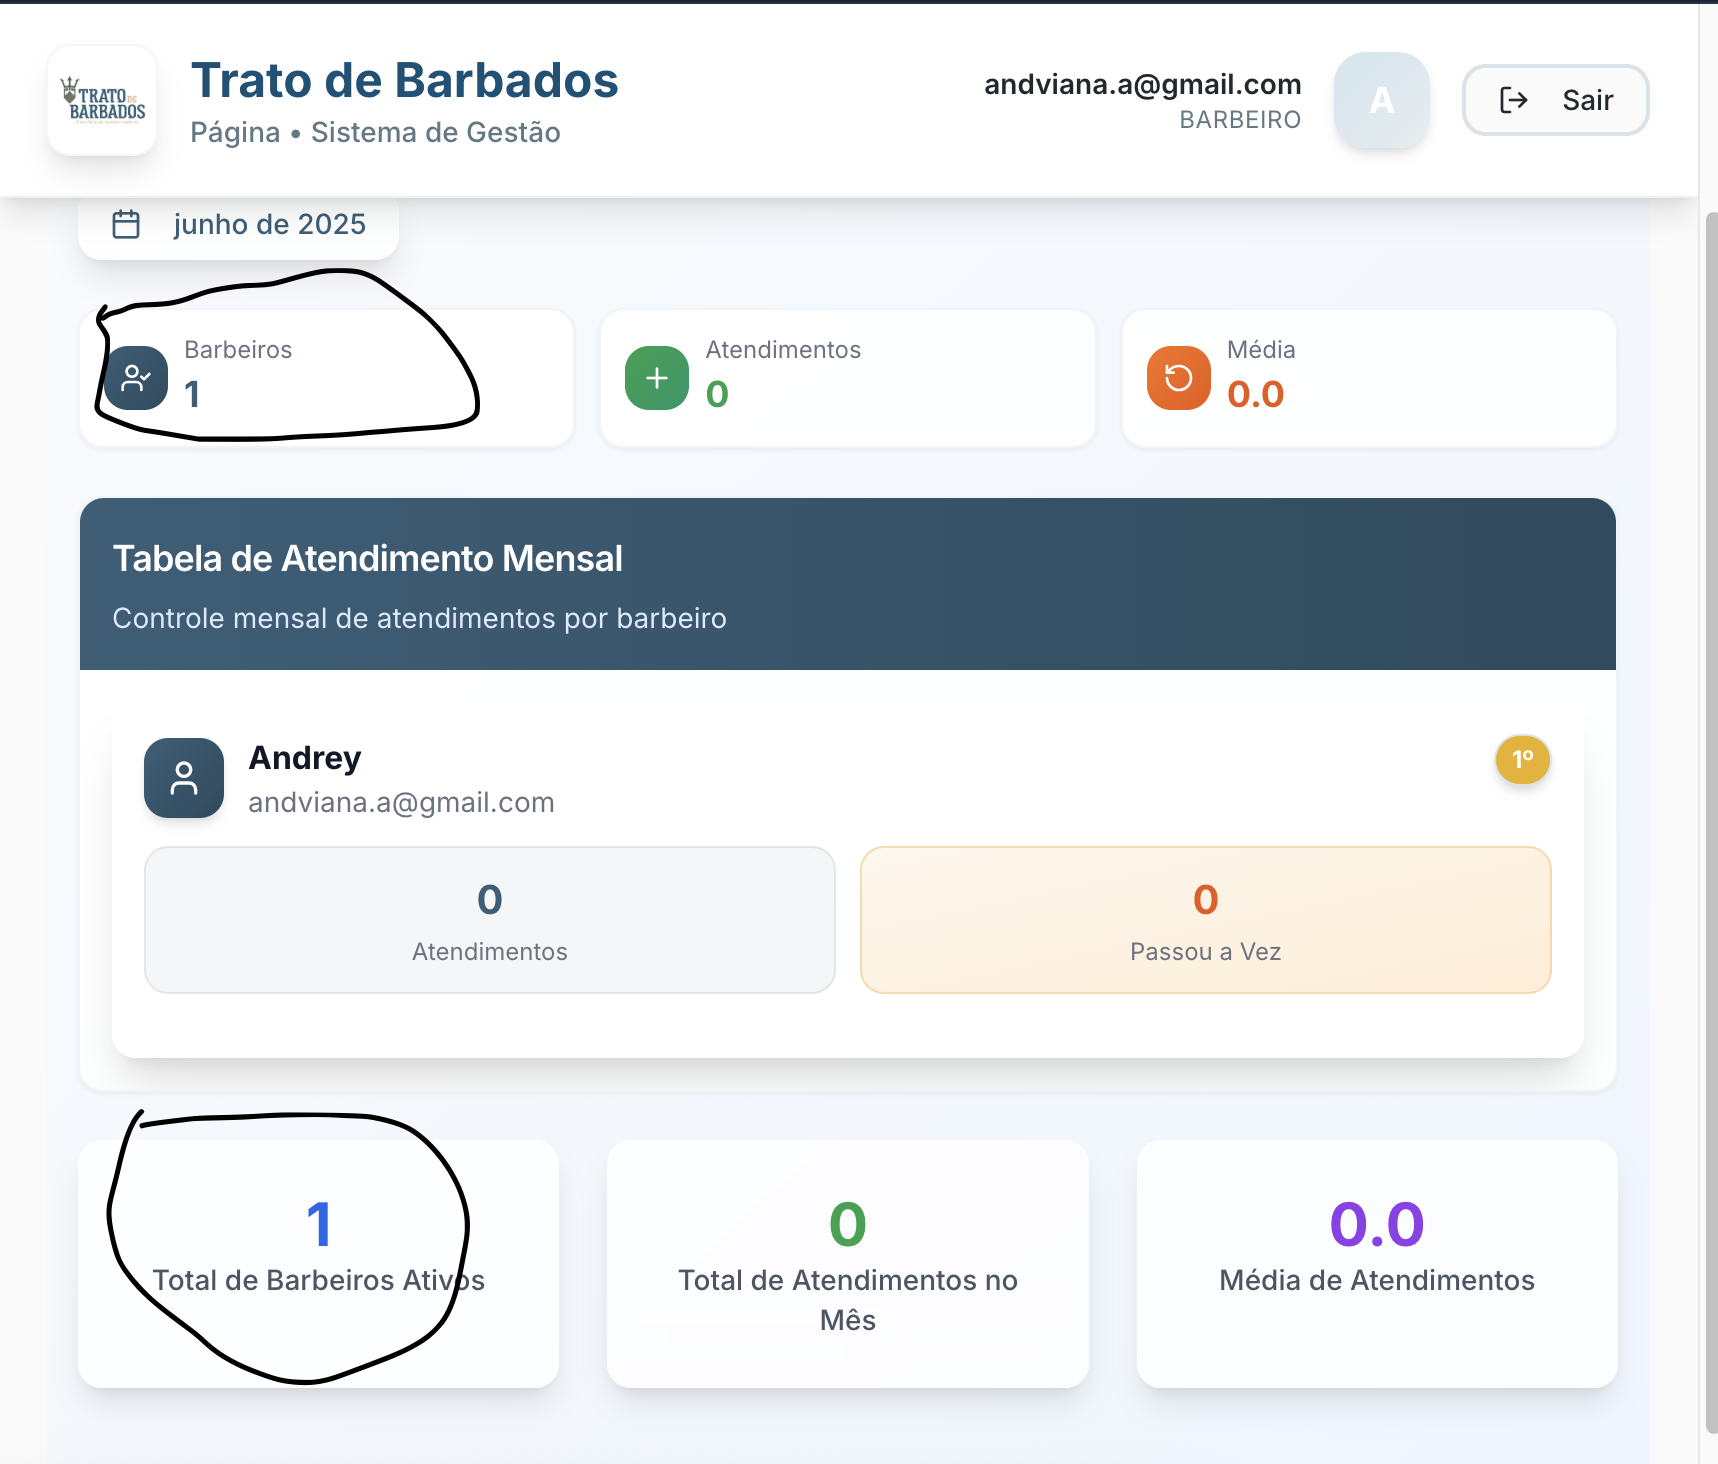 TRATO DE
BARBADOS
Trato de Barbados
Página • Sistema de Gestão
andviana.a@gmail.com
BARBEIRO
A
Sair
junho de 2025
Barbeiros
1
Atendimentos
0
Média
0.0
Tabela de Atendimento Mensal
Controle mensal de atendimentos por barbeiro
Andrey
andviana.a@gmail.com
1º
0
Atendimentos
0
Passou a Vez
1
Total de Barbeiros Ativos
0
Total de Atendimentos no
Mês
0.0
Média de Atendimentos